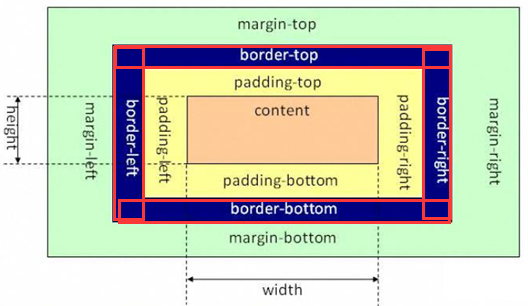 margin-top
border-top
padding-top
content
height
margin-left
border-left
padding-left
padding-right
border-right
margin-right
padding-bottom
border-bottom
margin-bottom
width